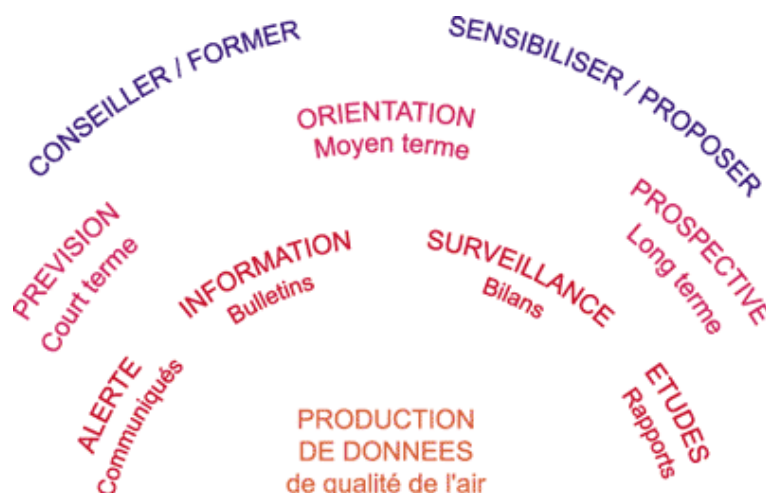 CONSEILLER / FORMER
SENSIBILISER / PROPOSER
ORIENTATION
Moyen terme
PREVISION
Court terme
PROSPECTIVE
Long terme
INFORMATION
Bulletins
SURVEILLANCE
Bilans
ALERTE
Communiqués
ETUDES
Rapports
PRODUCTION
DE DONNEES
de qualité de l'air